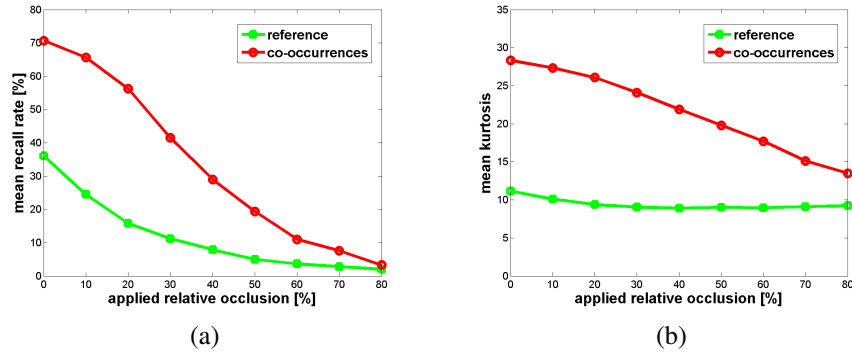 80
70
60
50
40
30
20
10
0
mean recall rate [%]
reference
co-occurrences
0 10 20 30 40 50 60 70 80
applied relative occlusion [%]
(a)
35
30
25
20
15
10
5
0
mean kurtosis
reference
co-occurrences
0 10 20 30 40 50 60 70 80
applied relative occlusion [%]
(b)